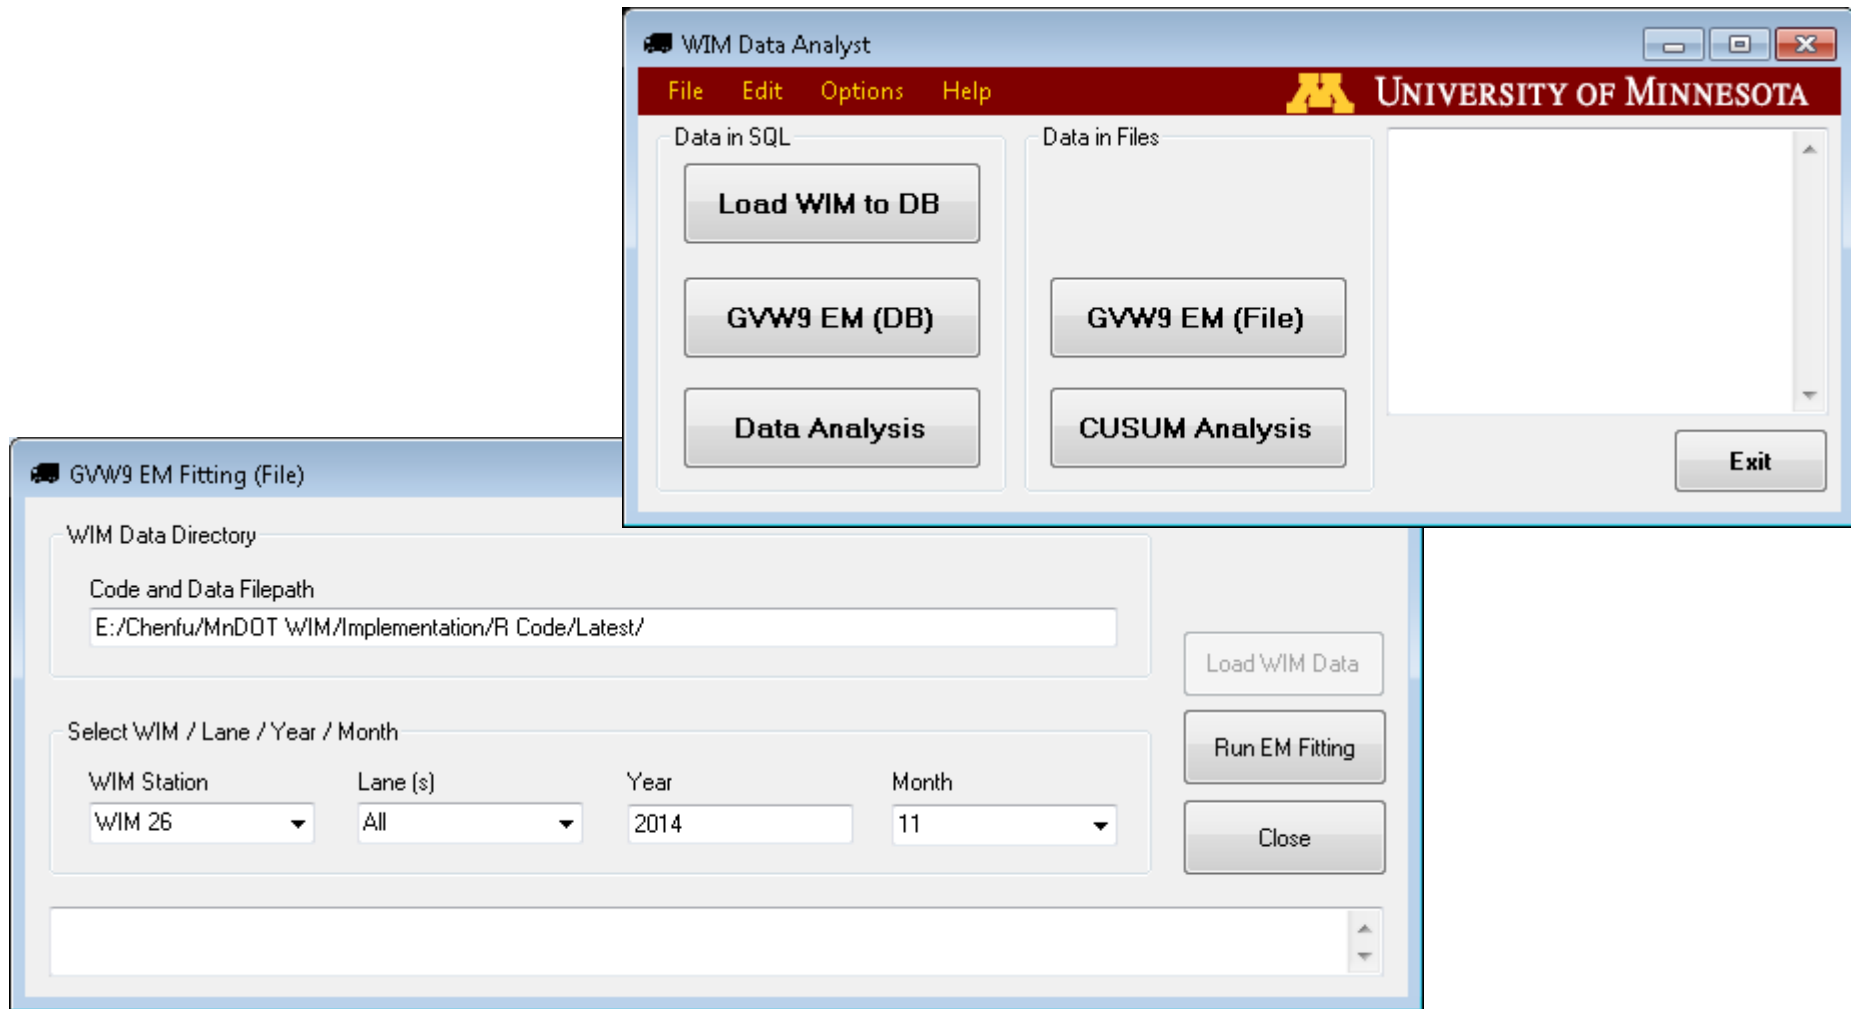 WIM Data Analyst
File Edit Options Help
UNIVERSITY OF MINNESOTA
Data in SQL
Load WIM to DB
GVW9 EM (DB)
Data Analysis
Data in Files
GVW9 EM (File)
CUSUM Analysis
Exit
GVW9 EM Fitting (File)
WIM Data Directory
Code and Data Filepath
E:/Chenfu/MnDOT WIM/Implementation/R Code/Latest/
Select WIM / Lane / Year / Month
WIM Station Lane (s) Year Month
WIM 26 All 2014 11
Load WIM Data
Run EM Fitting
Close